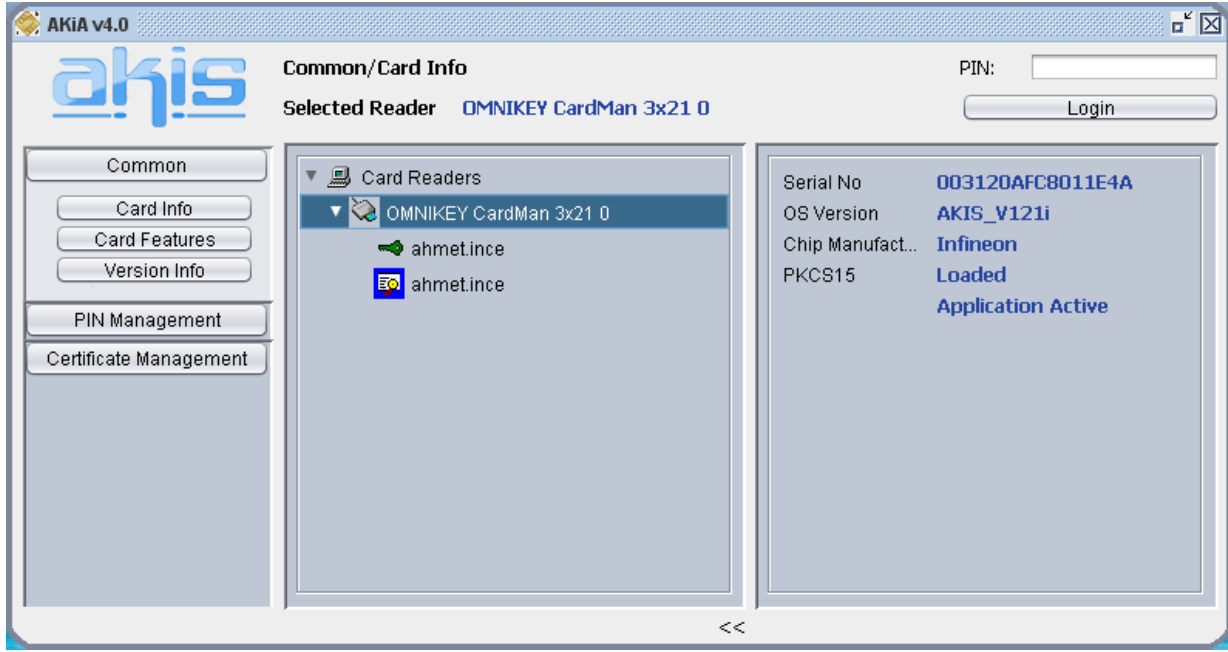 AKiA v4.0
akis
Common/Card Info
PIN:
Selected Reader OMNIKEY CardMan 3x21 0
Login
Common
Card Info
Card Features
Version Info
PIN Management
Certificate Management
Card Readers
OMNIKEY CardMan 3x21 0
ahmet.ince
ahmet.ince
Serial No 003120AFC8011E4A
OS Version AKIS_V121i
Chip Manufact... Infineon
PKCS15 Loaded
Application Active
<<